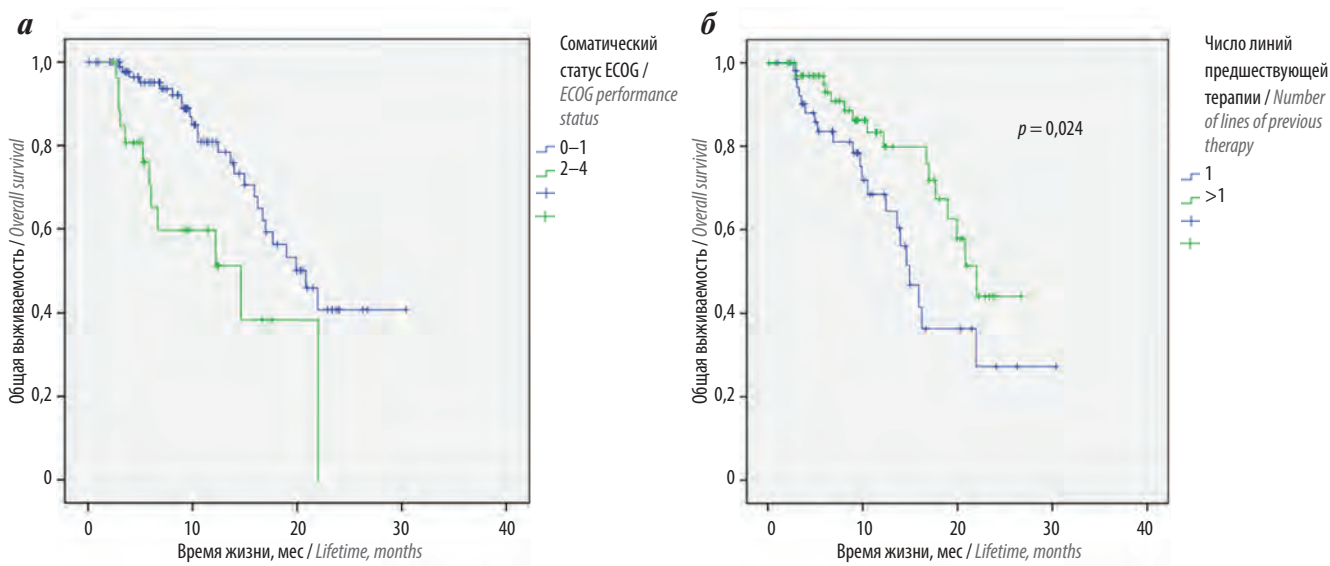 а
1,0
0,8
0,6
0,4
0,2
0
Общая выживаемость / Overall survival
0
10
20
30
40
Время жизни, мес / Lifetime, months
Соматический
статус ECOG /
ECOG performance
status
0–1
2–4
б
1,0
0,8
0,6
0,4
0,2
0
Общая выживаемость / Overall survival
p = 0,024
0
10
20
30
40
Время жизни, мес / Lifetime, months
Число линий
предшествующей
терапии / Number
of lines of previous
therapy
1
>1